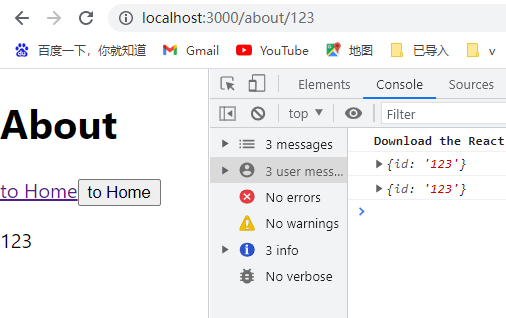 localhost:3000/about/123
百度一下，你就知道 Gmail YouTube 地图 已导入 v
About
to Home to Home
123
Elements Console Sources
top Filter
3 messages
3 user mess...
No errors
No warnings
3 info
No verbose
Download the React
{id: '123'}
{id: '123'}